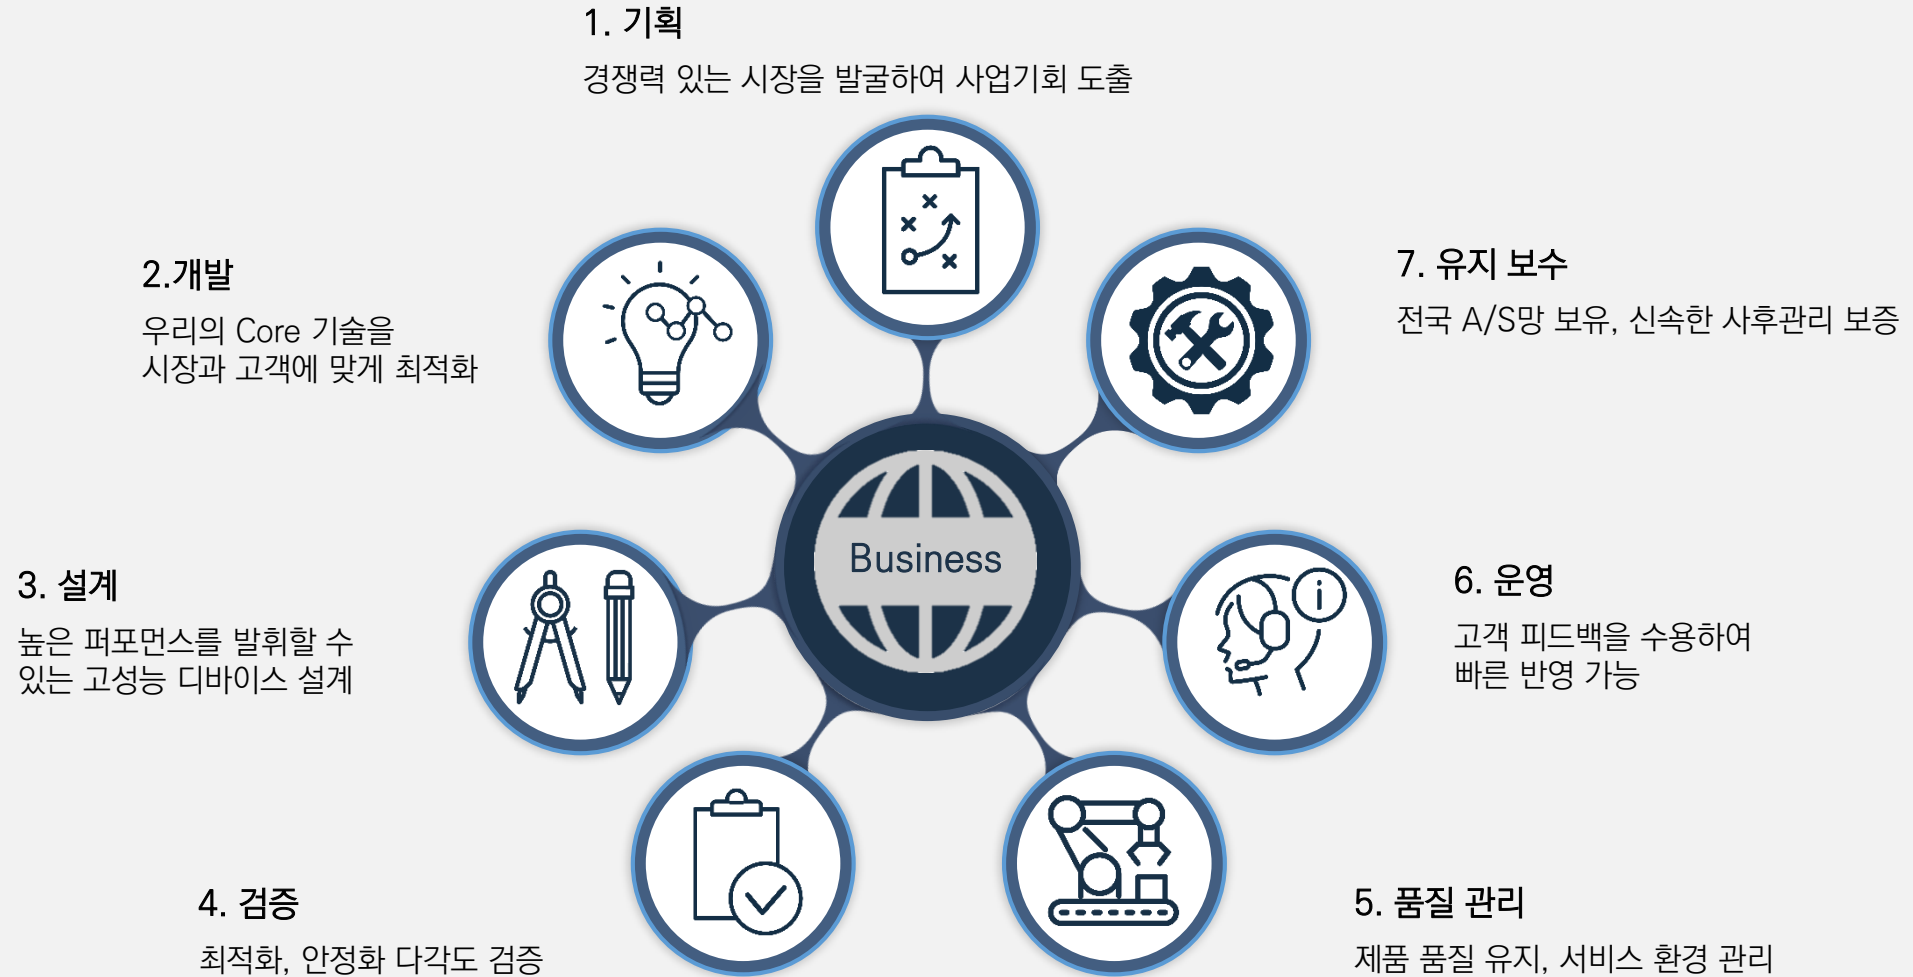 1. 기획
경쟁력 있는 시장을 발굴하여 사업기회 도출
2.개발
우리의 Core 기술을
시장과 고객에 맞게 최적화
3. 설계
높은 퍼포먼스를 발휘할 수
있는 고성능 디바이스 설계
4. 검증
최적화, 안정화 다각도 검증
5. 품질 관리
제품 품질 유지, 서비스 환경 관리
6. 운영
고객 피드백을 수용하여
빠른 반영 가능
i
7. 유지 보수
전국 A/S망 보유, 신속한 사후관리 보증
Business